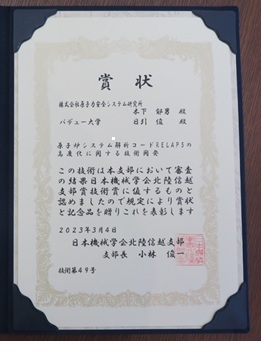 賞状
株式会社原子力安全システム研究所
木下 郁男 殿
パデュー大学
日引 俊 殿
原子炉システム解析コードRELAP5の
高度化に関する技術開発
この技術は本支部において審査
の結果日本機械学会北陸信越支
部賞技術賞に値するものと
認めましたので規定により賞状
と記念品を贈りこれを表彰します
2023年3月4日
日本機械学会北陸信越支部
支部長 小林 俊一
技術第49号